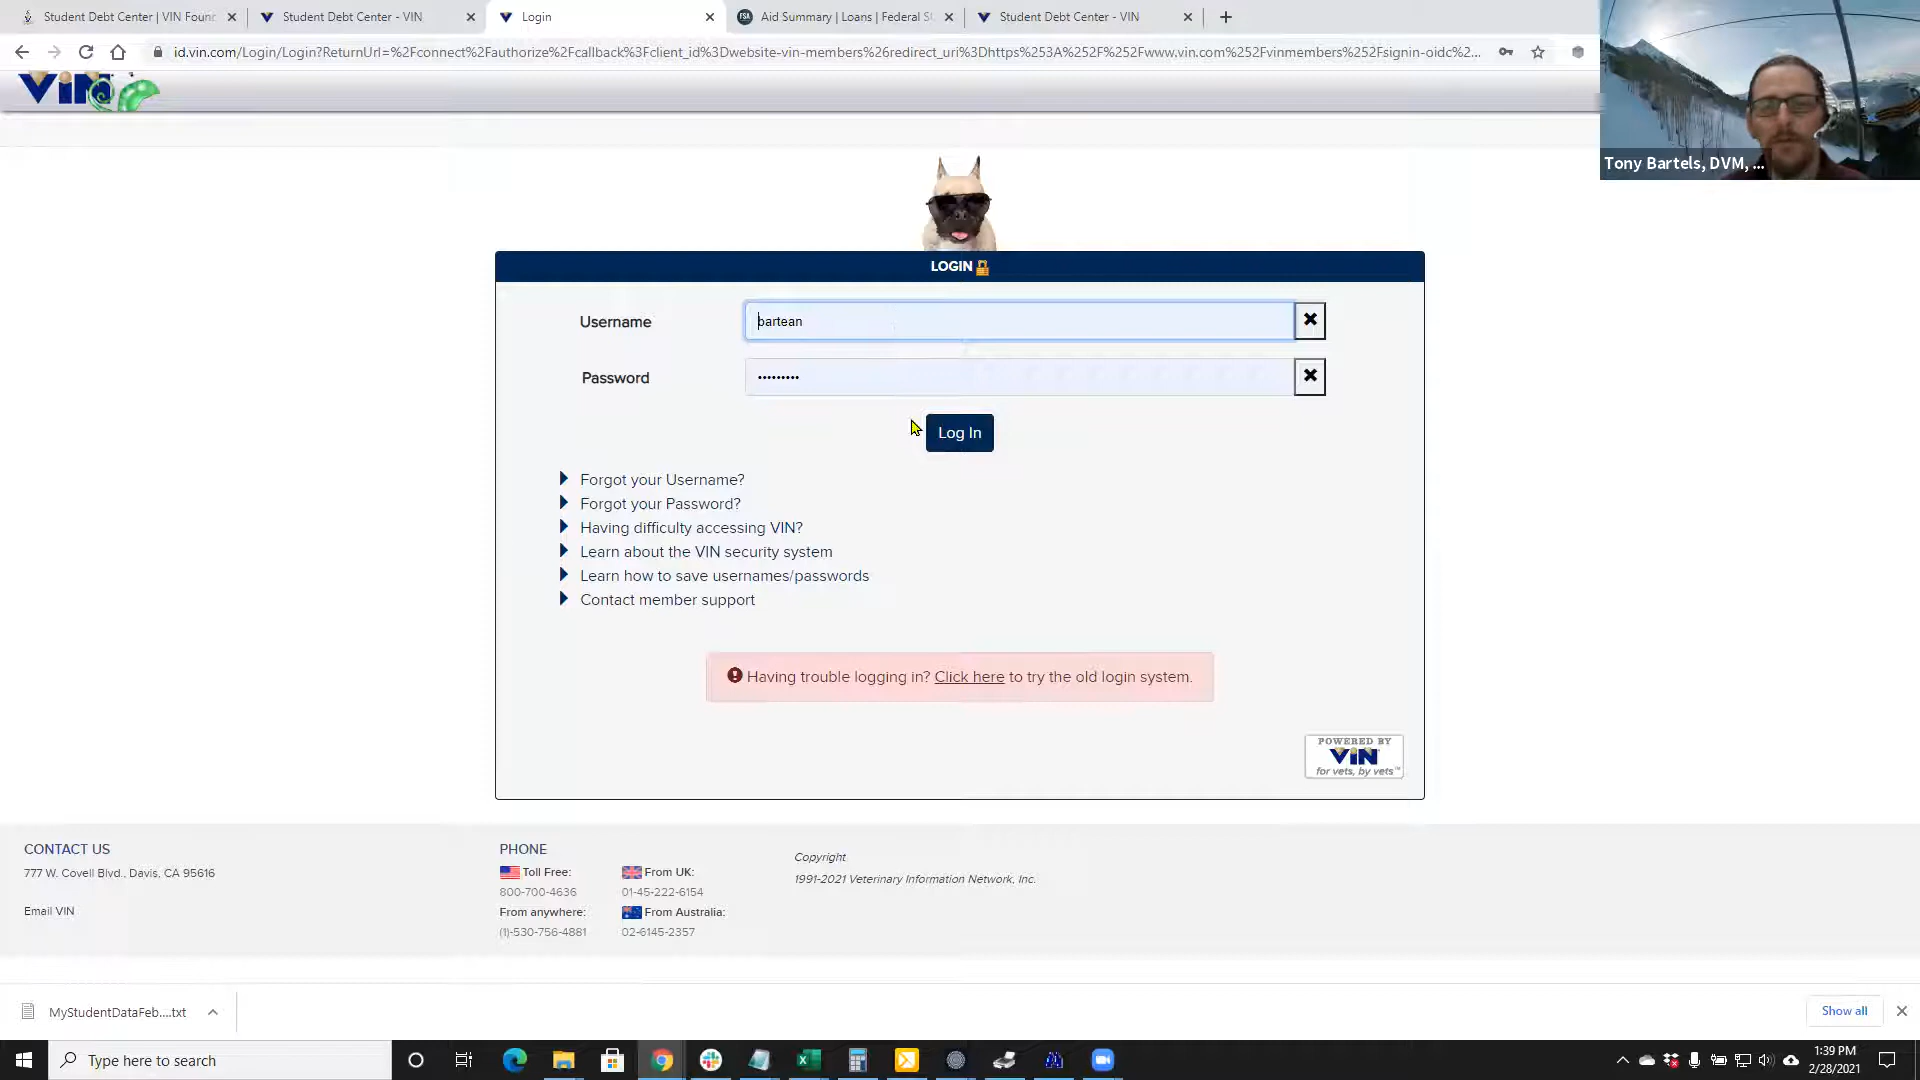 Student Debt Center | VIN Foun
Student Debt Center - VIN
Login
Aid Summary | Loans | Federal S
Student Debt Center - VIN
id.vin.com/Login/Login?ReturnUrl=%2Fconnect%2Fauthorize%2Fcallback%3Fclient_id%3Dwebsite-vin-members%26redirect_uri%3Dhttps%253A%252F%252Fwww.vin.com%252Fvinmembers%252Fsignin-oidc%2...
VIN
Tony Bartels, DVM, ...
LOGIN
Username
bartean
Password
•••••••••
Log In
Forgot your Username?
Forgot your Password?
Having difficulty accessing VIN?
Learn about the VIN security system
Learn how to save usernames/passwords
Contact member support
Having trouble logging in? Click here to try the old login system.
POWERED BY
VIN
for vets, by vets™
CONTACT US
777 W. Covell Blvd., Davis, CA 95616
Email VIN
PHONE
Toll Free:
800-700-4636
From anywhere:
(1)-530-756-4881
From UK:
01-45-222-6154
From Australia:
02-6145-2357
Copyright
1991-2021 Veterinary Information Network, Inc.
MyStudentDataFeb....txt
Show all
Type here to search
1:39 PM
2/28/2021